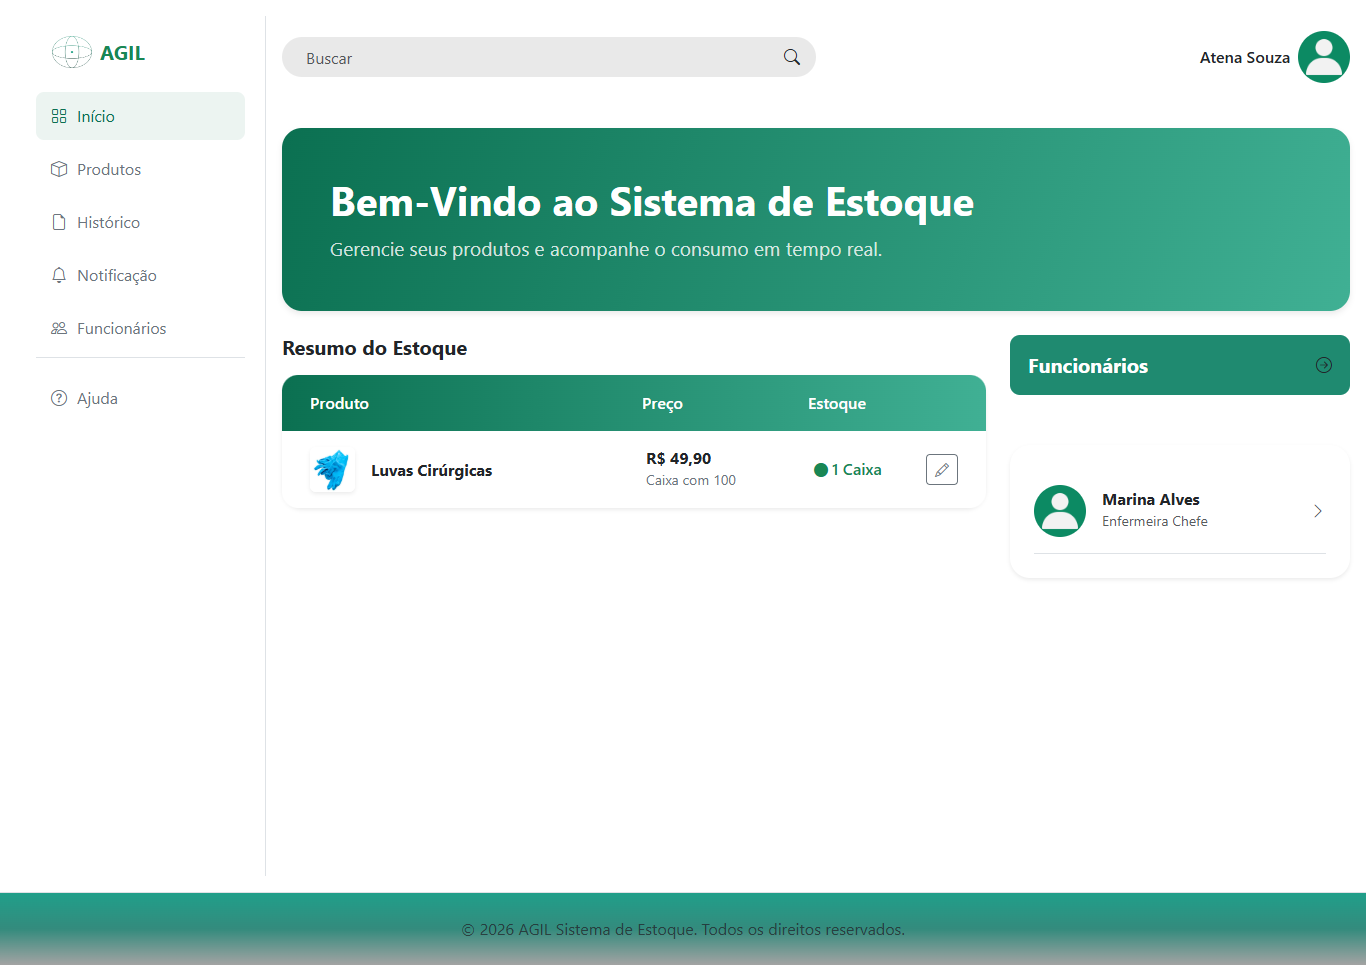 AGIL
Início
Produtos
Histórico
Notificação
Funcionários
Ajuda
Buscar
Atena Souza
Bem-Vindo ao Sistema de Estoque
Gerencie seus produtos e acompanhe o consumo em tempo real.
Resumo do Estoque
Produto Preço Estoque
Luvas Cirúrgicas
R$ 49,90
Caixa com 100
1 Caixa
Funcionários
Marina Alves
Enfermeira Chefe
© 2026 AGIL Sistema de Estoque. Todos os direitos reservados.